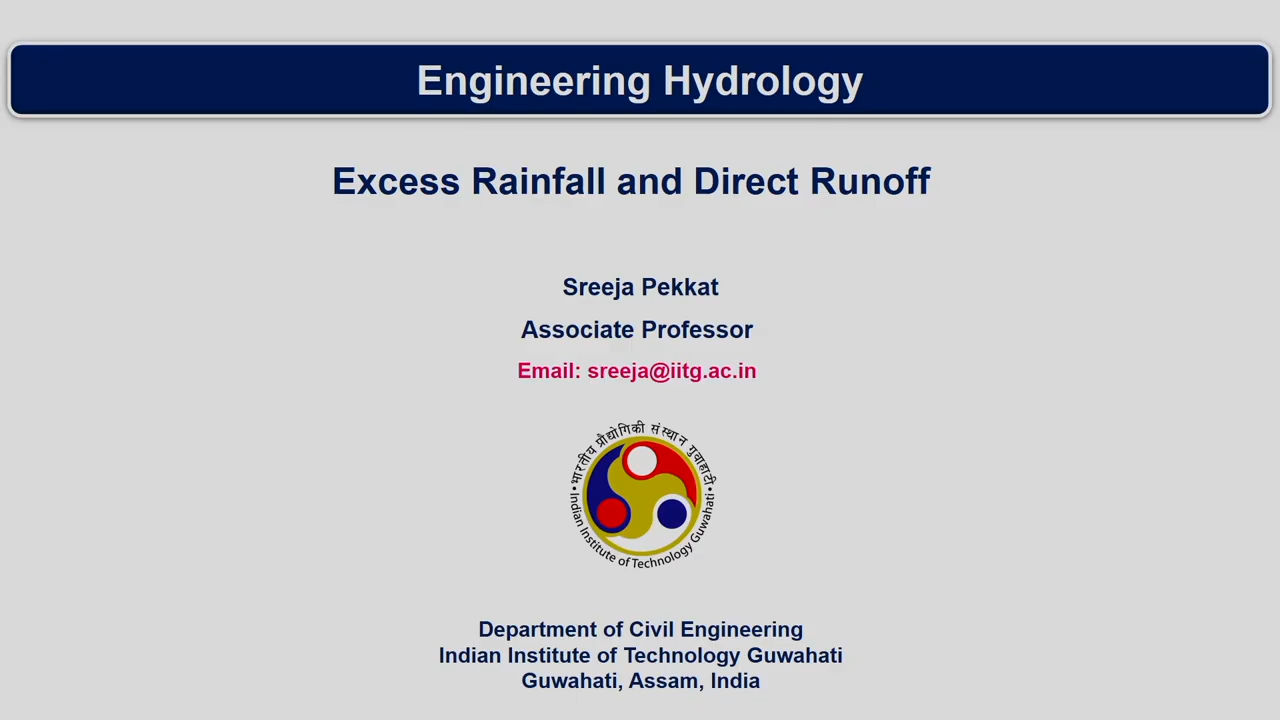 Engineering Hydrology
Excess Rainfall and Direct Runoff
Sreeja Pekkat
Associate Professor
Email: sreeja@iitg.ac.in
भारतीय प्रौद्योगिकी संस्थान गुवाहाटी
Indian Institute of Technology Guwahati
Department of Civil Engineering
Indian Institute of Technology Guwahati
Guwahati, Assam, India